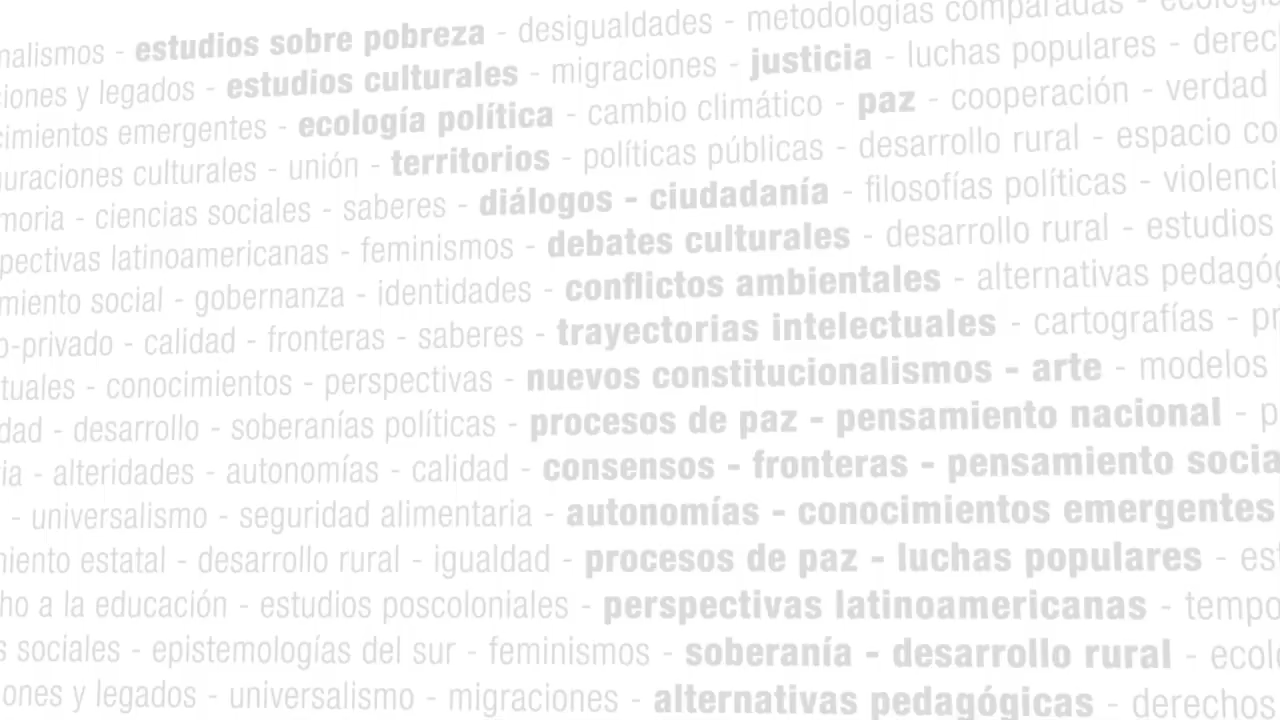 nalismos - estudios sobre pobreza - desigualdades - metodologías comparadas - ecología
ciones y legados - estudios culturales - migraciones - justicia - luchas populares - derec
cimientos emergentes - ecología política - cambio climático - paz - cooperación - verdad
uraciones culturales - unión - territorios - políticas públicas - desarrollo rural - espacio co
moria - ciencias sociales - saberes - diálogos - ciudadanía - filosofías políticas - violenci
pectivas latinoamericanas - feminismos - debates culturales - desarrollo rural - estudios
miento social - gobernanza - identidades - conflictos ambientales - alternativas pedagóg
o-privado - calidad - fronteras - saberes - trayectorias intelectuales - cartografías - pr
tuales - conocimientos - perspectivas - nuevos constitucionalismos - arte - modelos
dad - desarrollo - soberanías políticas - procesos de paz - pensamiento nacional - p
ia - alteridades - autonomías - calidad - consensos - fronteras - pensamiento socia
- universalismo - seguridad alimentaria - autonomías - conocimientos emergentes
niento estatal - desarrollo rural - igualdad - procesos de paz - luchas populares - es
ho a la educación - estudios poscoloniales - perspectivas latinoamericanas - tempo
s sociales - epistemologías del sur - feminismos - soberanía - desarrollo rural - ecol
ones y legados - universalismo - migraciones - alternativas pedagógicas - derechos